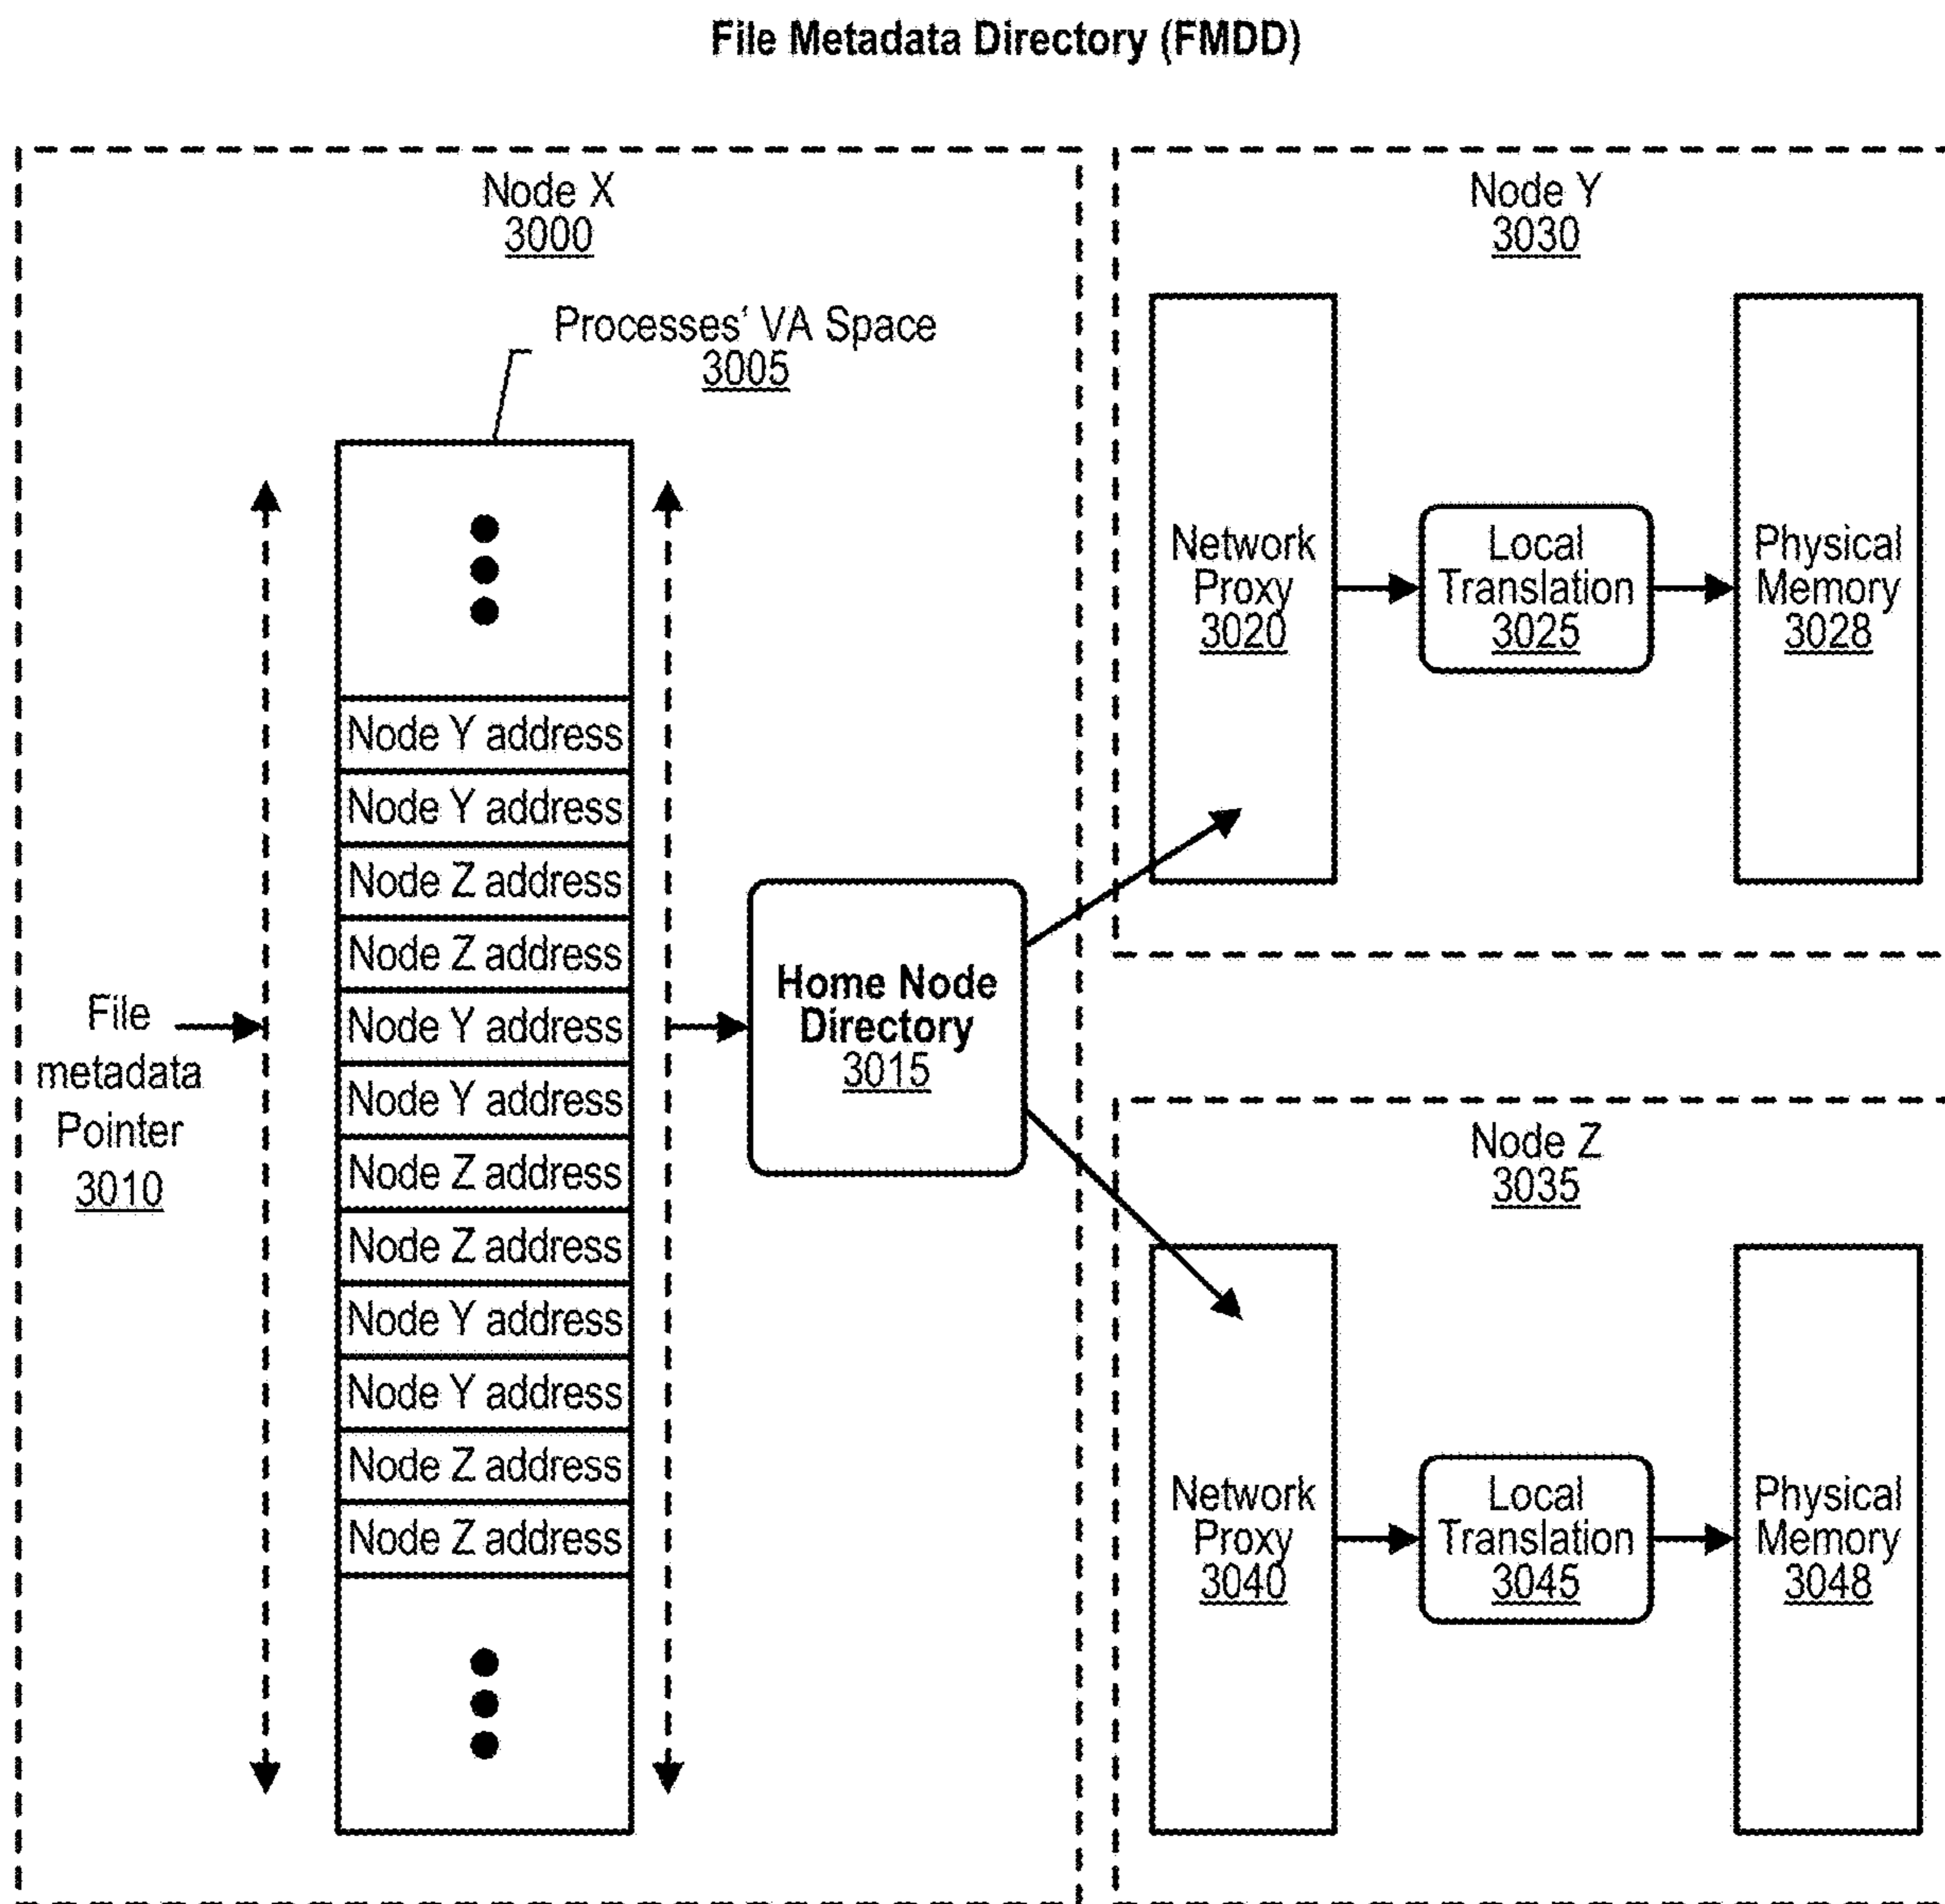 File Metadata Directory (FMDD)
Node X
3000
Processes' VA Space
3005
Node Y address
Node Y address
Node Z address
Node Z address
Node Y address
Node Y address
Node Z address
Node Z address
Node Y address
Node Y address
Node Z address
Node Z address
File
metadata
Pointer
3010
Home Node
Directory
3015
Node Y
3030
Network
Proxy
3020
Local
Translation
3025
Physical
Memory
3028
Node Z
3035
Network
Proxy
3040
Local
Translation
3045
Physical
Memory
3048